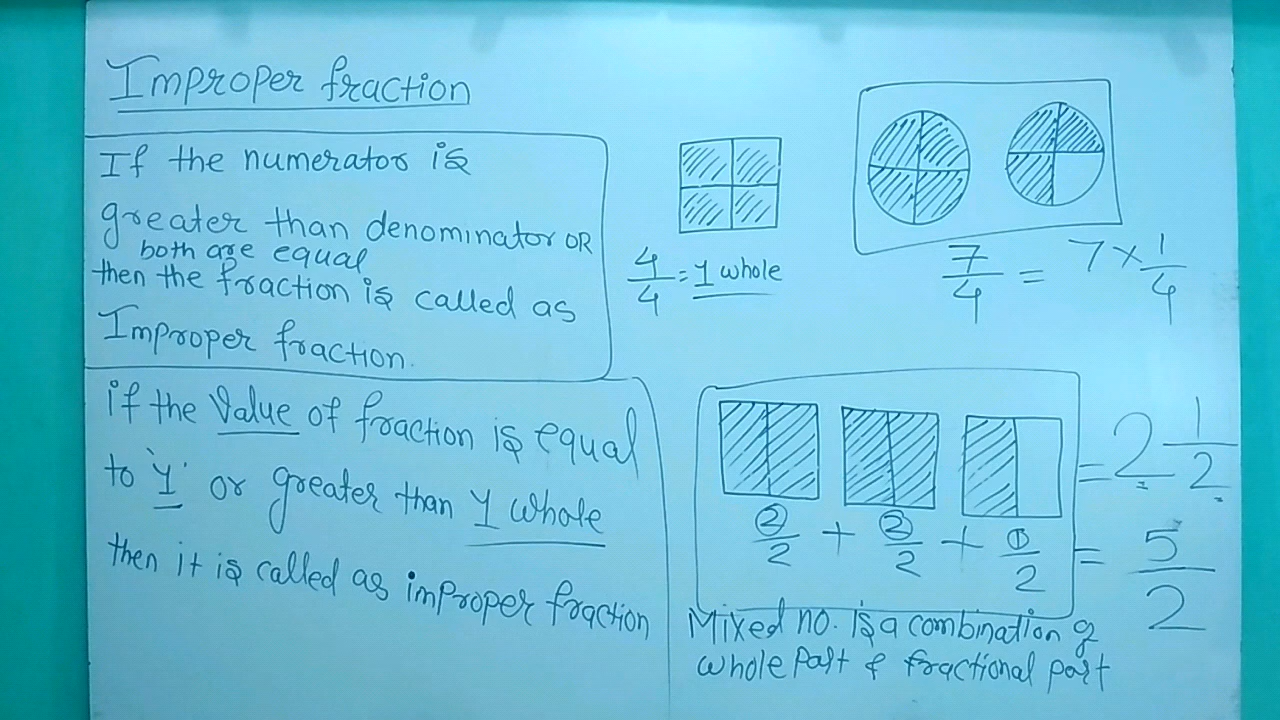 Improper fraction
If the numerator is
greater than denominator OR
both are equal
then the fraction is called as
Improper fraction.
if the Value of fraction is equal
to '1' or greater than 1 whole
then it is called as improper fraction
4/4 = 1 whole
7/4 = 7 × 1/4
= 2 1/2
2/2 + 2/2 + 1/2 = 5/2
Mixed no. is a combination of
whole part & fractional part